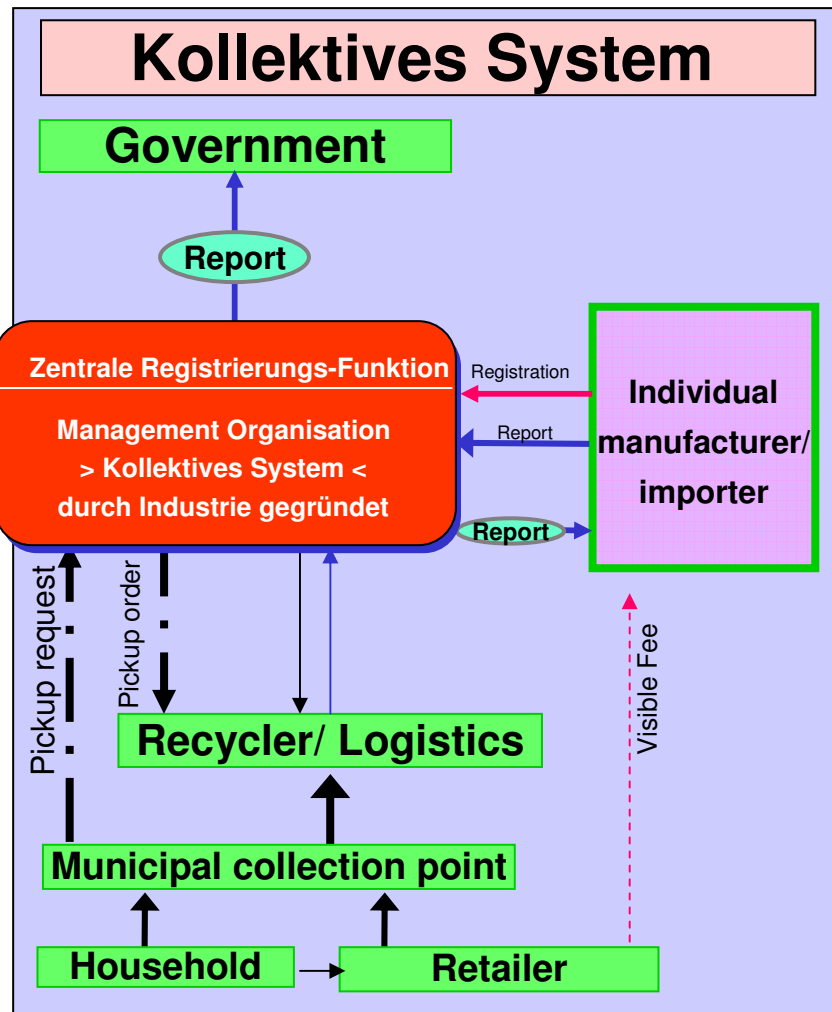 Kollektives System
Government
Report
Zentrale Registrierungs-Funktion
Management Organisation
> Kollektives System <
durch Industrie gegründet
Registration
Report
Report
Individual
manufacturer/
importer
Pickup request
Pickup order
Visible Fee
Recycler/ Logistics
Municipal collection point
Household
Retailer